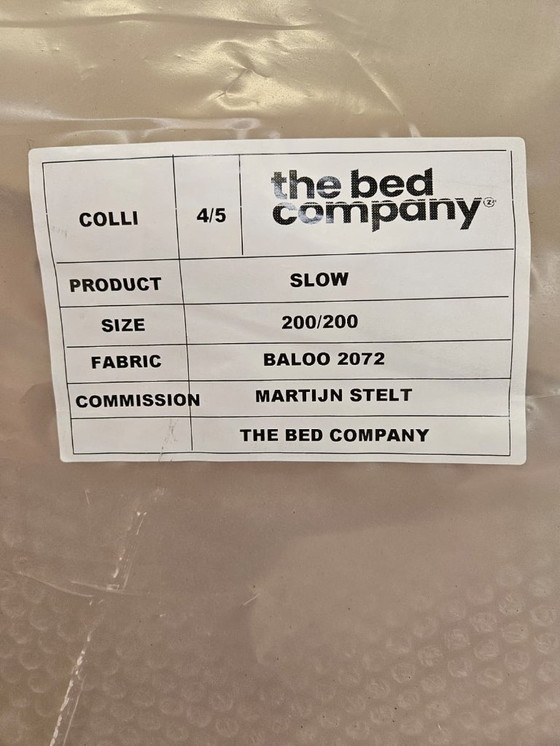 COLLI 4/5 the bed company
PRODUCT SLOW
SIZE 200/200
FABRIC BALOO 2072
COMMISSION MARTIJN STELT
THE BED COMPANY